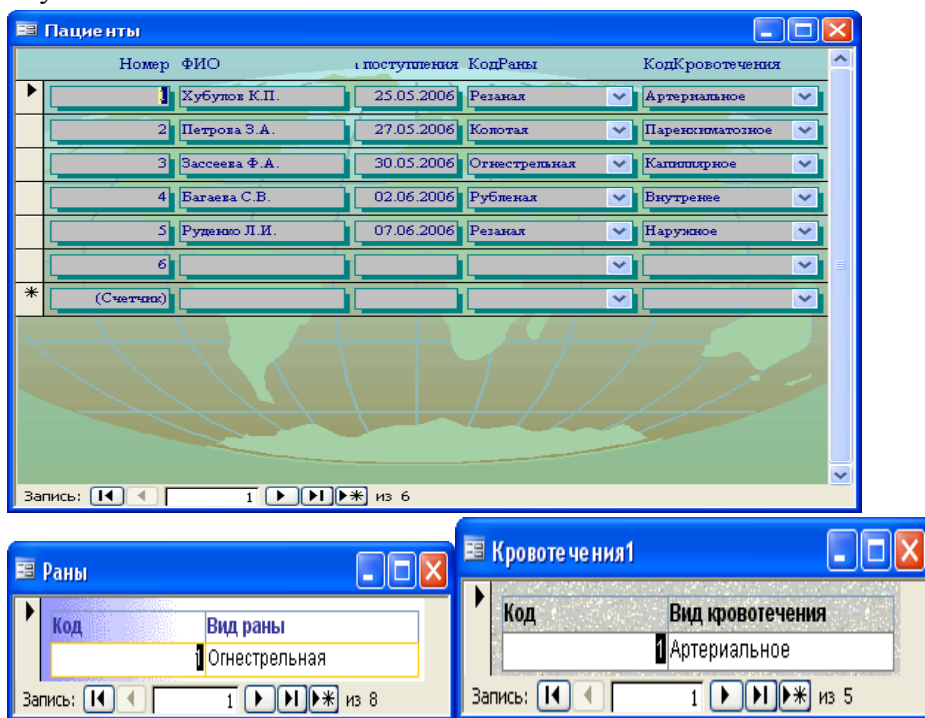 Пациенты
Номер ФИО поступления КодРаны КодКровотечения
1 Хубулов К.П. 25.05.2006 Резаная Артериальное
2 Петрова З.А. 27.05.2006 Колотая Паренхиматозное
3 Зассеева Ф.А. 30.05.2006 Огнестрельная Капиллярное
4 Багаева С.В. 02.06.2006 Рубленая Внутренее
5 Руденко Л.И. 07.06.2006 Резаная Наружное
6
(Счетчик)
Запись: 1 из 6
Раны
Код Вид раны
1 Огнестрельная
Запись: 1 из 8
Кровотечения1
Код Вид кровотечения
1 Артериальное
Запись: 1 из 5